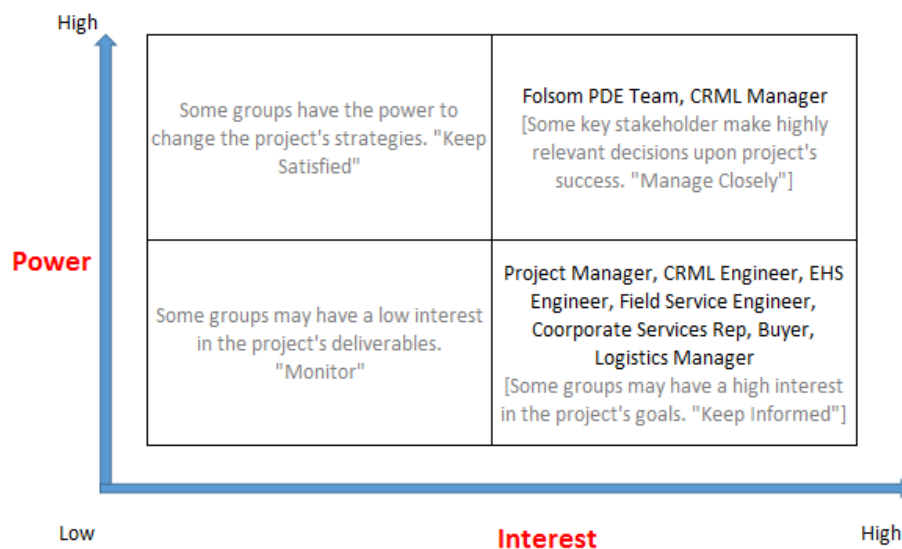 High
Some groups have the power to
change the project's strategies. "Keep
Satisfied"
Folsom PDE Team, CRML Manager
[Some key stakeholder make highly
relevant decisions upon project's
success. "Manage Closely"]
Power
Some groups may have a low interest
in the project's deliverables.
"Monitor"
Project Manager, CRML Engineer, EHS
Engineer, Field Service Engineer,
Coorporate Services Rep, Buyer,
Logistics Manager
[Some groups may have a high interest
in the project's goals. "Keep Informed"]
Low
Interest
High